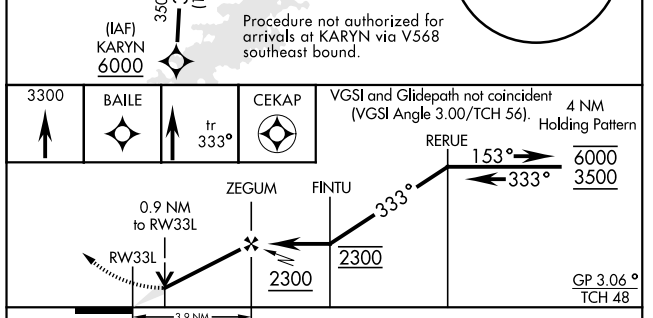 350
(IAF)
KARYN
6000
Procedure not authorized for
arrivals at KARYN via V568
southeast bound.
3300
BAILE
tr
333°
CEKAP
VGSI and Glidepath not coincident
(VGSI Angle 3.00/TCH 56).
4 NM
Holding Pattern
RERUE
153°
6000
333°
3500
ZEGUM
FINTU
333°
0.9 NM
to RW33L
RW33L
2300
2300
GP 3.06°
TCH 48
3.9 NM